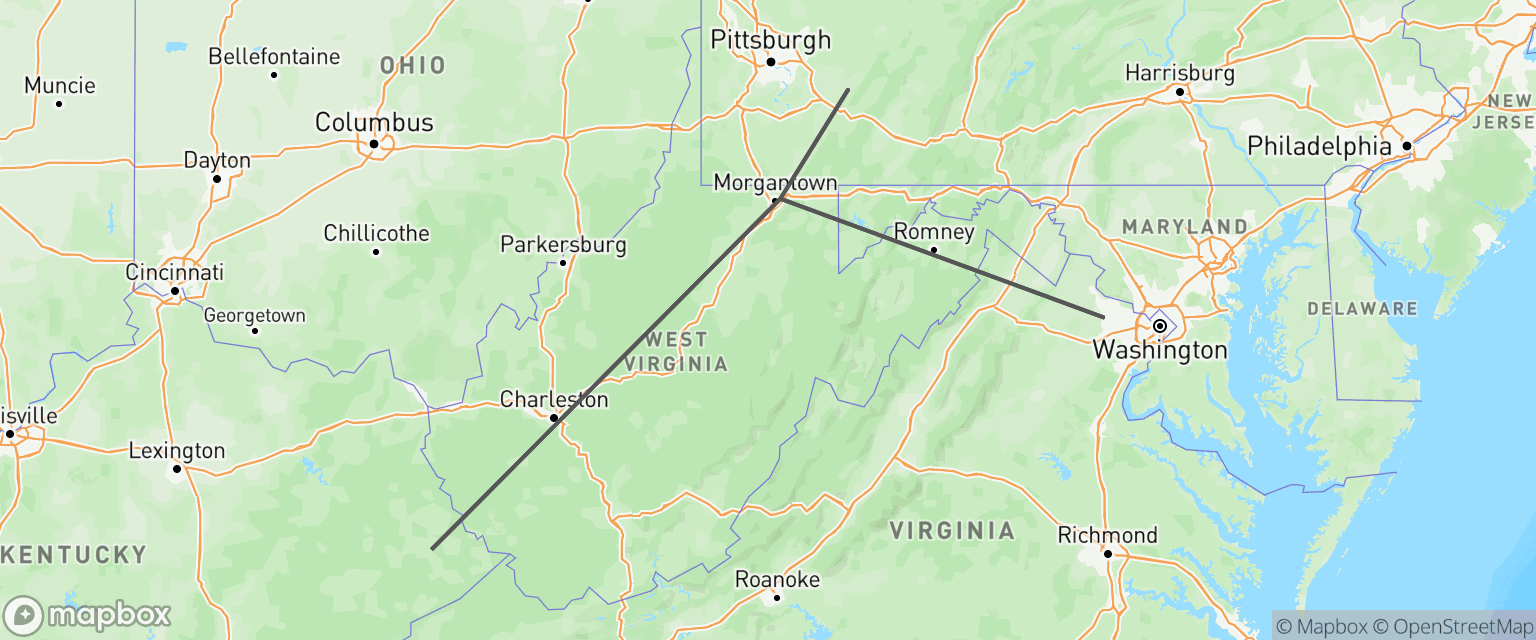 Pittsburgh
Bellefontaine
OHIO
Muncie
Harrisburg
NEW
JERSE
Columbus
Philadelphia
Dayton
Morgantown
MARYLAND
Chillicothe
Romney
Parkersburg
Cincinnati
Georgetown
DELAWARE
WEST
VIRGINIA
Washington
Charleston
isville
Lexington
VIRGINIA
Richmond
KENTUCKY
Roanoke
mapbox
© Mapbox © OpenStreetMap